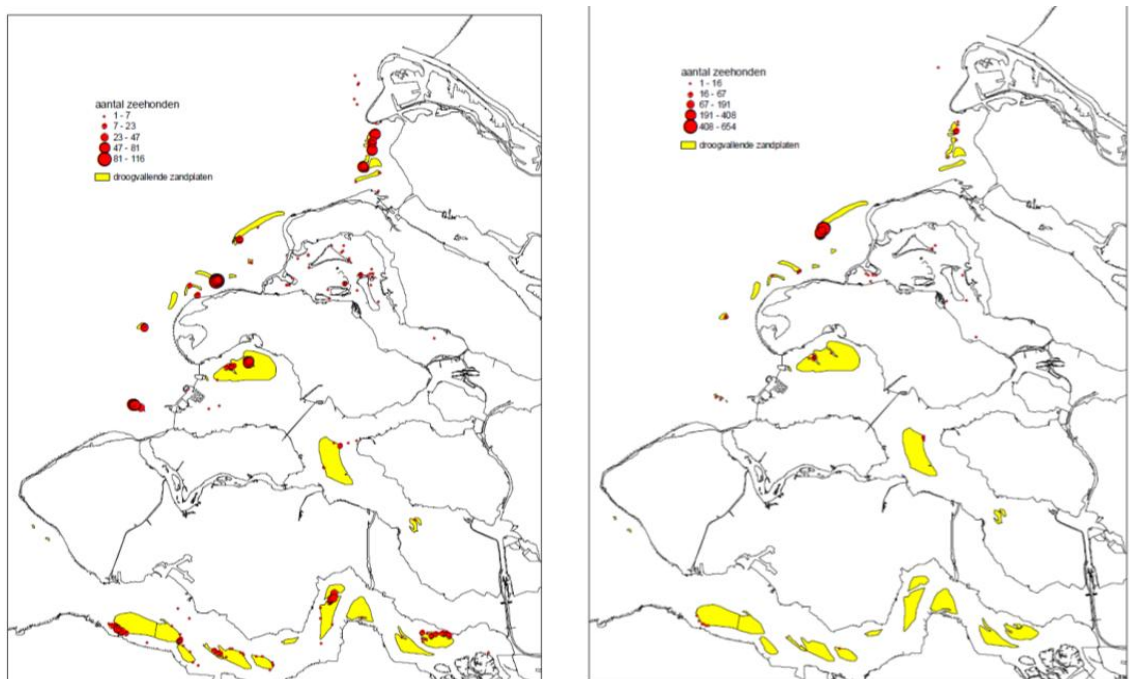 aantal zeehonden
1 - 7
7 - 23
23 - 47
47 - 81
81 - 116
droogvallende zandplaten
aantal zeehonden
1 - 16
16 - 67
67 - 191
191 - 408
408 - 654
droogvallende zandplaten